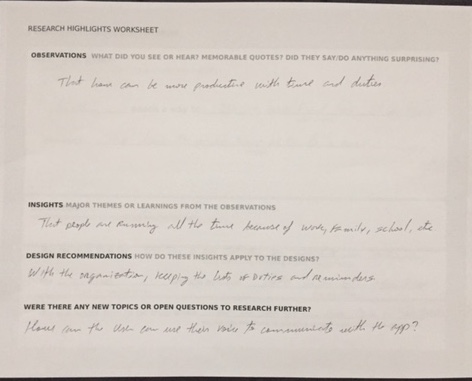 RESEARCH HIGHLIGHTS WORKSHEET
OBSERVATIONS WHAT DID YOU SEE OR HEAR? MEMORABLE QUOTES? DID THEY SAY/DO ANYTHING SURPRISING?
That how can be more productive with time and duties
INSIGHTS MAJOR THEMES OR LEARNINGS FROM THE OBSERVATIONS
That people are running all the time because of work, family, school, etc
DESIGN RECOMMENDATIONS HOW DO THESE INSIGHTS APPLY TO THE DESIGNS?
With the organization, keeping the lists of duties and reminders
WERE THERE ANY NEW TOPICS OR OPEN QUESTIONS TO RESEARCH FURTHER?
can the User can use their voice to communicate with the app?